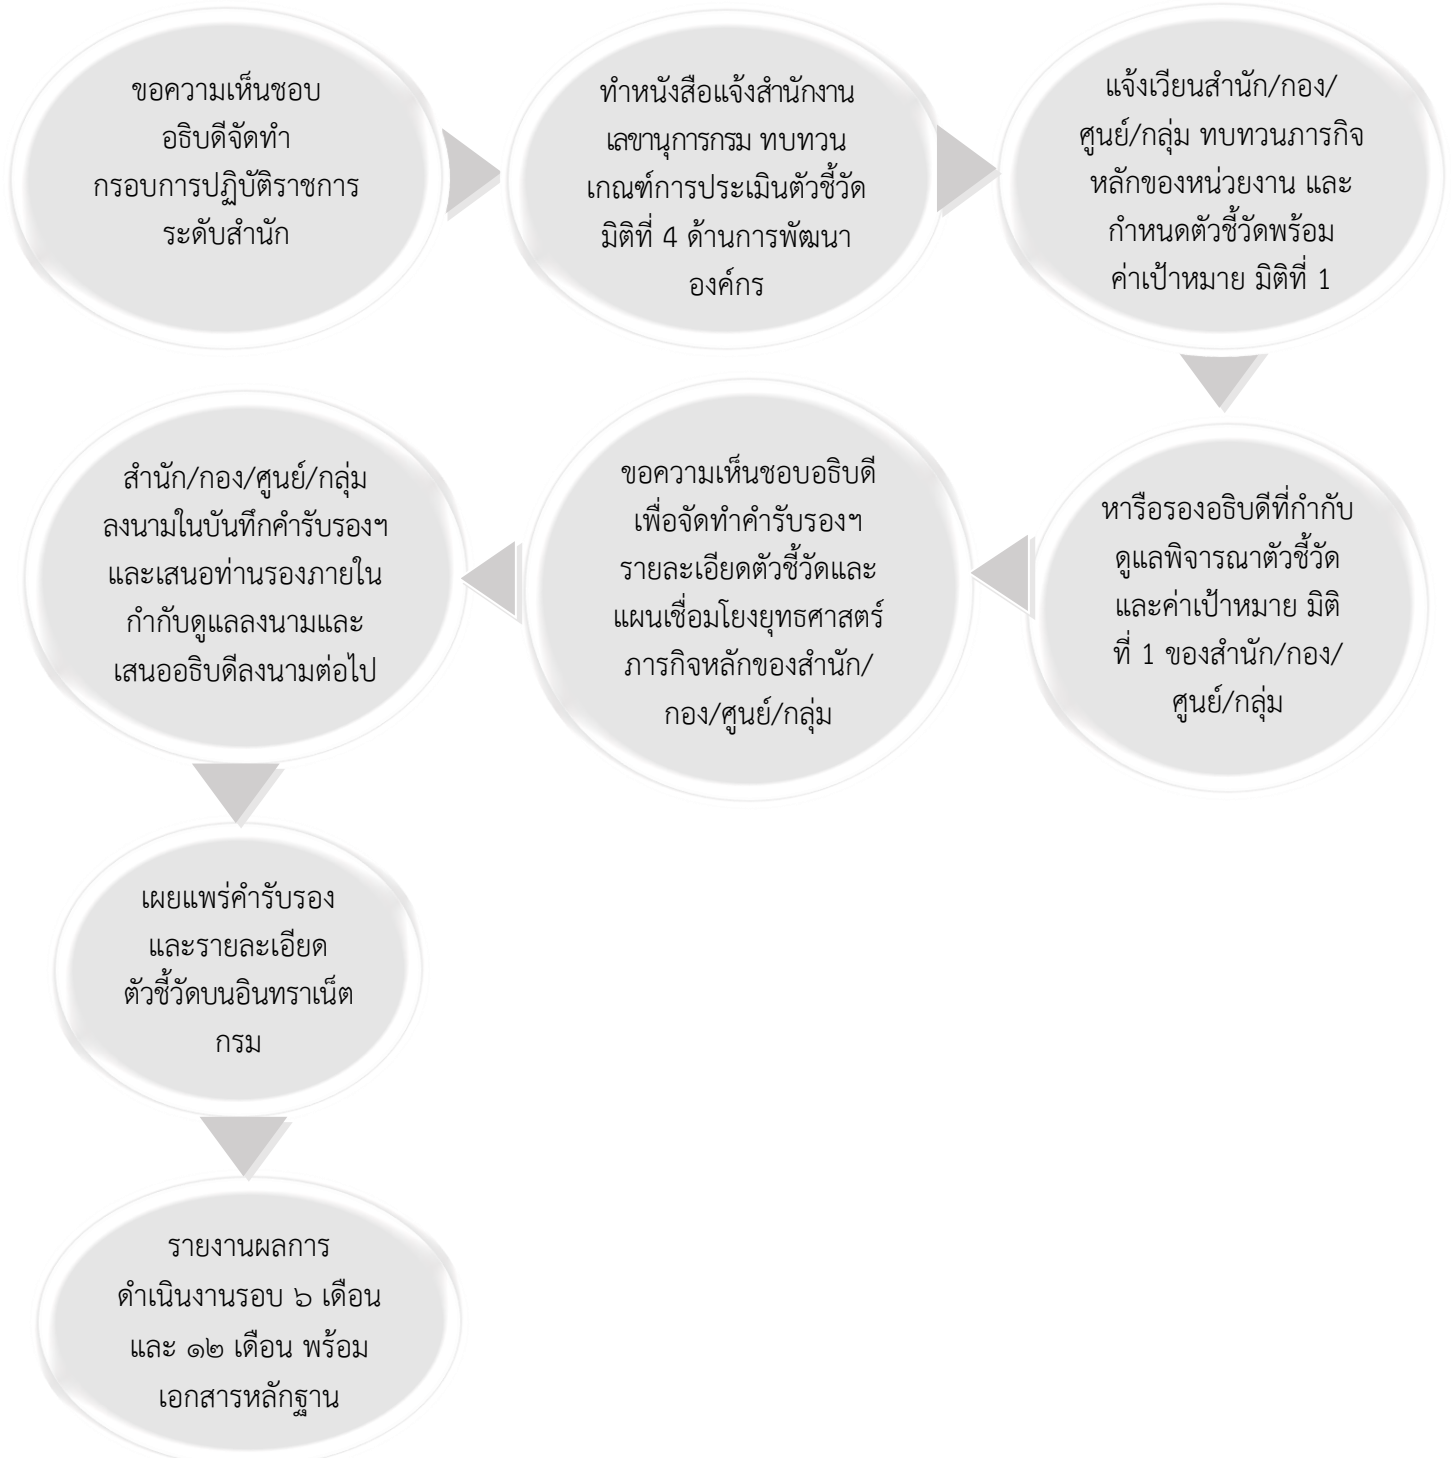 ขอความเห็นชอบ
อธิบดีจัดทำ
กรอบการปฏิบัติราชการ
ระดับสำนัก
ทำหนังสือแจ้งสำนักงาน
เลขานุการกรม ทบทวน
เกณฑ์การประเมินตัวชี้วัด
มิติที่ 4 ด้านการพัฒนา
องค์กร
แจ้งเวียนสำนัก/กอง/
ศูนย์/กลุ่ม ทบทวนภารกิจ
หลักของหน่วยงาน และ
กำหนดตัวชี้วัดพร้อม
ค่าเป้าหมาย มิติที่ 1
หารือรองอธิบดีที่กำกับ
ดูแลพิจารณาตัวชี้วัด
และค่าเป้าหมาย มิติ
ที่ 1 ของสำนัก/กอง/
ศูนย์/กลุ่ม
ขอความเห็นชอบอธิบดี
เพื่อจัดทำคำรับรองฯ
รายละเอียดตัวชี้วัดและ
แผนเชื่อมโยงยุทธศาสตร์
ภารกิจหลักของสำนัก/
กอง/ศูนย์/กลุ่ม
สำนัก/กอง/ศูนย์/กลุ่ม
ลงนามในบันทึกคำรับรองฯ
และเสนอท่านรองภายใน
กำกับดูแลลงนามและ
เสนออธิบดีลงนามต่อไป
เผยแพร่คำรับรอง
และรายละเอียด
ตัวชี้วัดบนอินทราเน็ต
กรม
รายงานผลการ
ดำเนินงานรอบ ๖ เดือน
และ ๑๒ เดือน พร้อม
เอกสารหลักฐาน